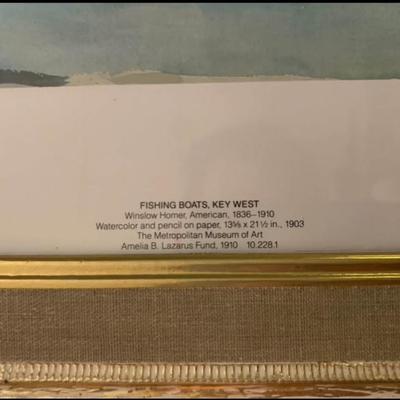 FISHING BOATS, KEY WEST
Winslow Homer, American, 1836–1910
Watercolor and pencil on paper, 13⅝ x 21½ in., 1903
The Metropolitan Museum of Art
Amelia B. Lazarus Fund, 1910 10.228.1